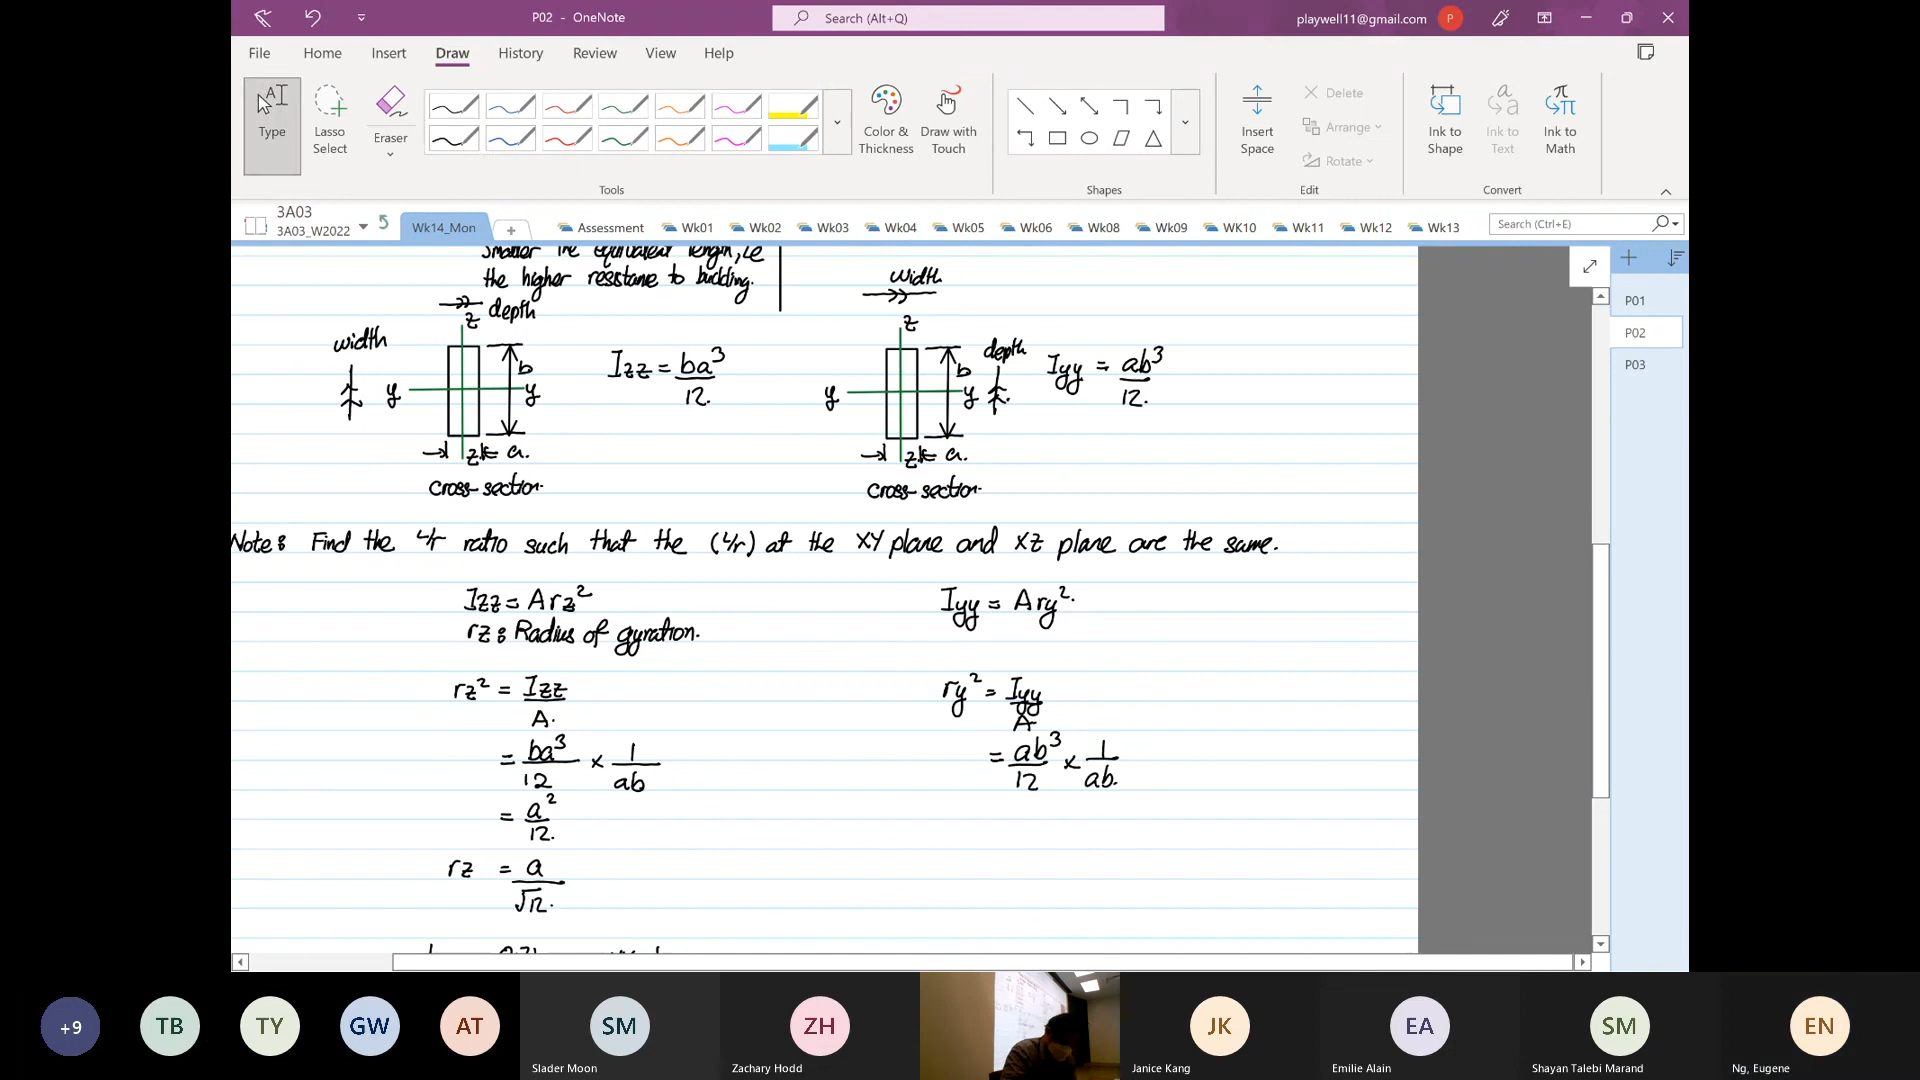 P02 - OneNote
Search (Alt+Q)
playwell11@gmail.com
P
File Home Insert Draw History Review View Help
Type
Lasso Select
Eraser
Color & Thickness
Draw with Touch
Insert Space
Delete
Arrange
Rotate
Ink to Shape
Ink to Text
Ink to Math
Tools
Shapes
Edit
Convert
3A03
3A03_W2022
Wk14_Mon
Assessment Wk01 Wk02 Wk03 Wk04 Wk05 Wk06 Wk08 Wk09 WK10 Wk11 Wk12 Wk13
Search (Ctrl+E)
P01
P02
P03
smaller the equivalent length, i.e
the higher resistance to buckling.
depth
width
z
y y
b
z a.
cross-section.
Izz = ba³/12.
width
z
depth
y y
b
z a.
cross-section.
Iyy = ab³/12.
Note: Find the L/r ratio such that the (L/r) at the XY plane and XZ plane are the same.
Izz = Arz²
rz: Radius of gyration.
rz² = Izz/A.
= ba³/12 × 1/ab
= a²/12.
rz = a/√12.
Iyy = Ary².
ry² = Iyy/A
= ab³/12 × 1/ab.
+9 TB TY GW AT SM ZH JK EA SM EN
Slader Moon
Zachary Hodd
Janice Kang
Emilie Alain
Shayan Talebi Marand
Ng, Eugene